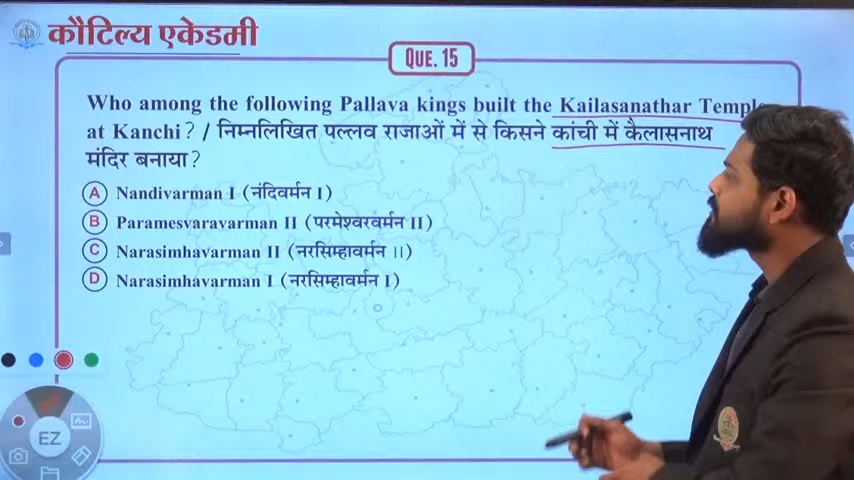 कौटिल्य एकेडमी
QUE. 15
Who among the following Pallava kings built the Kailasanathar Temple
at Kanchi? / निम्नलिखित पल्लव राजाओं में से किसने कांची में कैलासनाथ
मंदिर बनाया?
A Nandivarman I (नंदिवर्मन I)
B Paramesvaravarman II (परमेश्वरवर्मन II)
C Narasimhavarman II (नरसिम्हावर्मन II)
D Narasimhavarman I (नरसिम्हावर्मन I)
EZ